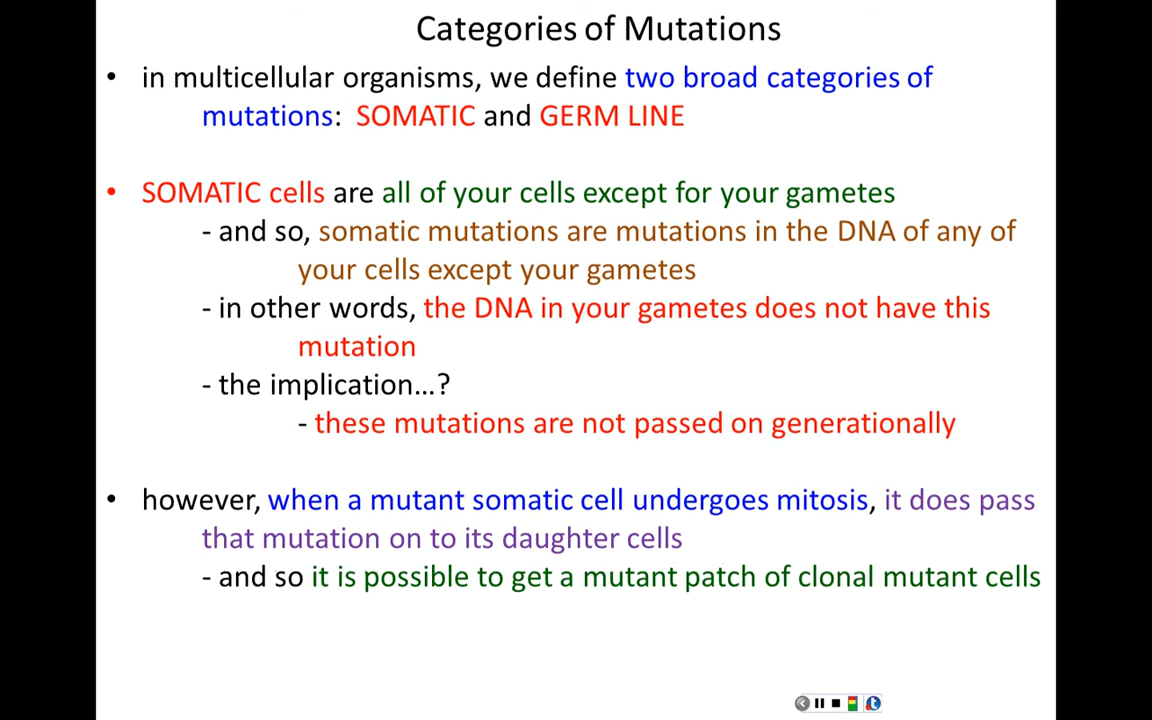 Categories of Mutations
• in multicellular organisms, we define two broad categories of
mutations: SOMATIC and GERM LINE
• SOMATIC cells are all of your cells except for your gametes
- and so, somatic mutations are mutations in the DNA of any of
your cells except your gametes
- in other words, the DNA in your gametes does not have this
mutation
- the implication...?
- these mutations are not passed on generationally
• however, when a mutant somatic cell undergoes mitosis, it does pass
that mutation on to its daughter cells
- and so it is possible to get a mutant patch of clonal mutant cells